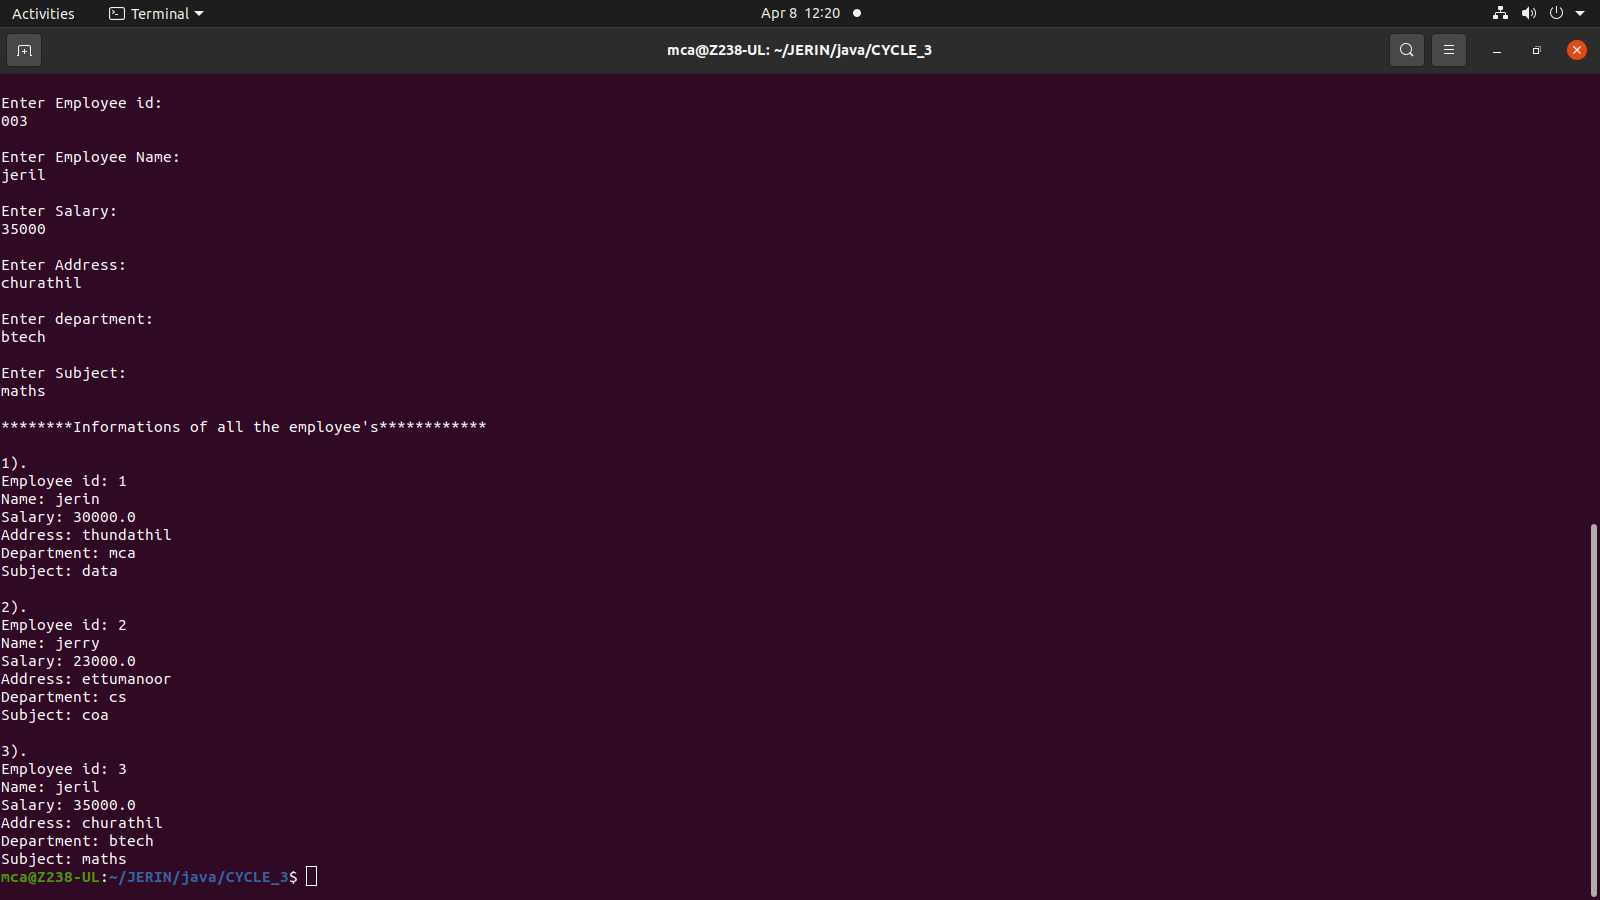 Activities Terminal Apr 8 12:20
mca@Z238-UL: ~/JERIN/java/CYCLE_3
Enter Employee id:
003
Enter Employee Name:
jeril
Enter Salary:
35000
Enter Address:
churathil
Enter department:
btech
Enter Subject:
maths
********Informations of all the employee's************
1).
Employee id: 1
Name: jerin
Salary: 30000.0
Address: thundathil
Department: mca
Subject: data
2).
Employee id: 2
Name: jerry
Salary: 23000.0
Address: ettumanoor
Department: cs
Subject: coa
3).
Employee id: 3
Name: jeril
Salary: 35000.0
Address: churathil
Department: btech
Subject: maths
mca@Z238-UL:~/JERIN/java/CYCLE_3$